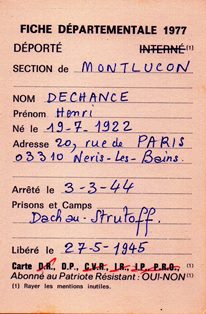 FICHE DÉPARTEMENTALE 1977
DÉPORTÉ INTERNÉ (1)
SECTION de MONTLUCON
NOM DECHANCE
Prénom Henri
Né le 19-7-1922
Adresse 20, rue de PARIS
03310 Neris-Les-Bains.
Arrêté le 3-3-44
Prisons et Camps
Dachau-Strutoff.
Libéré le 27-5-1945
Carte D.R., D.P., C.V.R., I.R., I.P., P.R.O. (1)
Abonné au Patriote Résistant : OUI-NON (1)
(1) Rayer les mentions inutiles.